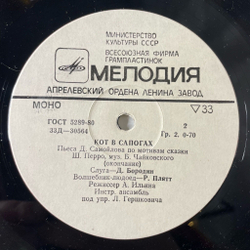 МИНИСТЕРСТВО
КУЛЬТУРЫ СССР
ВСЕСОЮЗНАЯ ФИРМА
ГРАМПЛАСТИНОК
МЕЛОДИЯ
АПРЕЛЕВСКИЙ ОРДЕНА ЛЕНИНА ЗАВОД
МОНО
33
ГОСТ 5289-80
33Д—30564
2
Гр. 2. 0-70
КОТ В САПОГАХ
Пьеса Д. Самойлова по мотивам сказки
Ш. Перро, муз. Б. Чайковского
(окончание)
Слуга—Л. Бородин
Волшебник-людоед—Р. Плятт
Режиссер А. Ильина
Инстр. ансамбль
под упр. Л. Гершковича